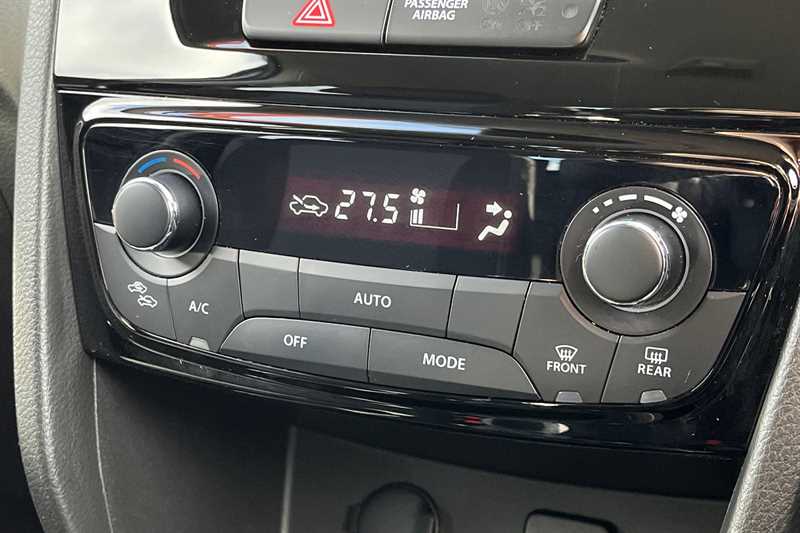 PASSENGER
AIRBAG
27.5
A/C
AUTO
OFF
MODE
FRONT
REAR